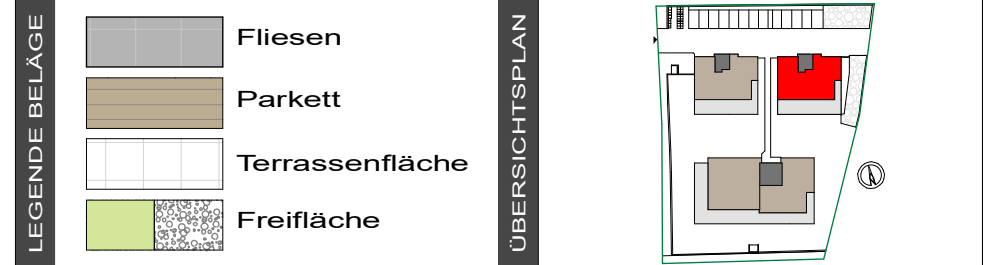 LEGENDE BELÄGE
Fliesen
Parkett
Terrassenfläche
Freifläche
ÜBERSICHTSPLAN